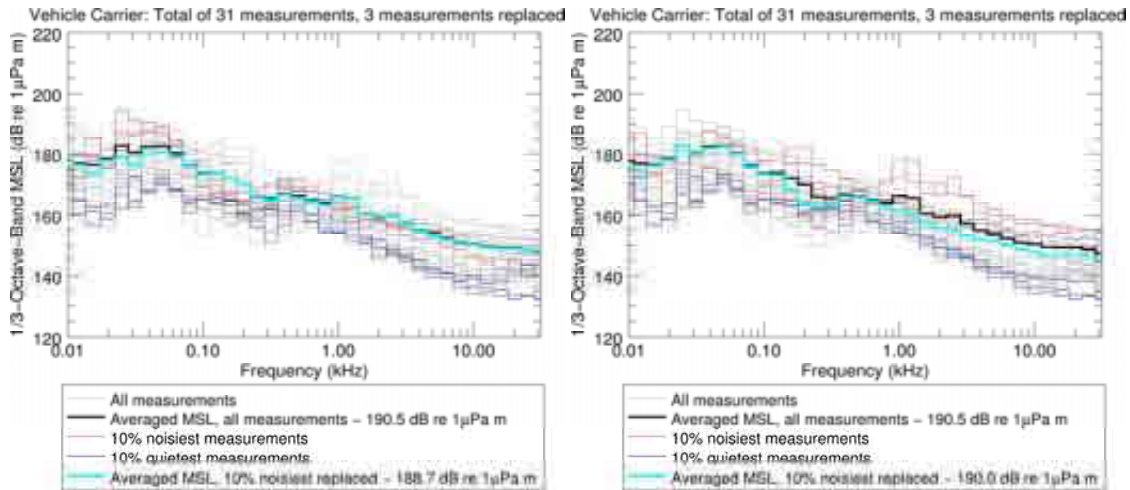 Vehicle Carrier: Total of 31 measurements, 3 measurements replaced
1/3-Octave-Band MSL (dB re 1μPa m)
220
200
180
160
140
120
0.01 0.10 1.00 10.00
Frequency (kHz)
All measurements
Averaged MSL, all measurements - 190.5 dB re 1μPa m
10% noisiest measurements
10% quietest measurements
Averaged MSL, 10% noisiest replaced - 188.7 dB re 1μPa m
Vehicle Carrier: Total of 31 measurements, 3 measurements replaced
1/3-Octave-Band MSL (dB re 1μPa m)
220
200
180
160
140
120
0.01 0.10 1.00 10.00
Frequency (kHz)
All measurements
Averaged MSL, all measurements - 190.5 dB re 1μPa m
10% noisiest measurements
10% quietest measurements
Averaged MSL, 10% noisiest replaced - 190.0 dB re 1μPa m